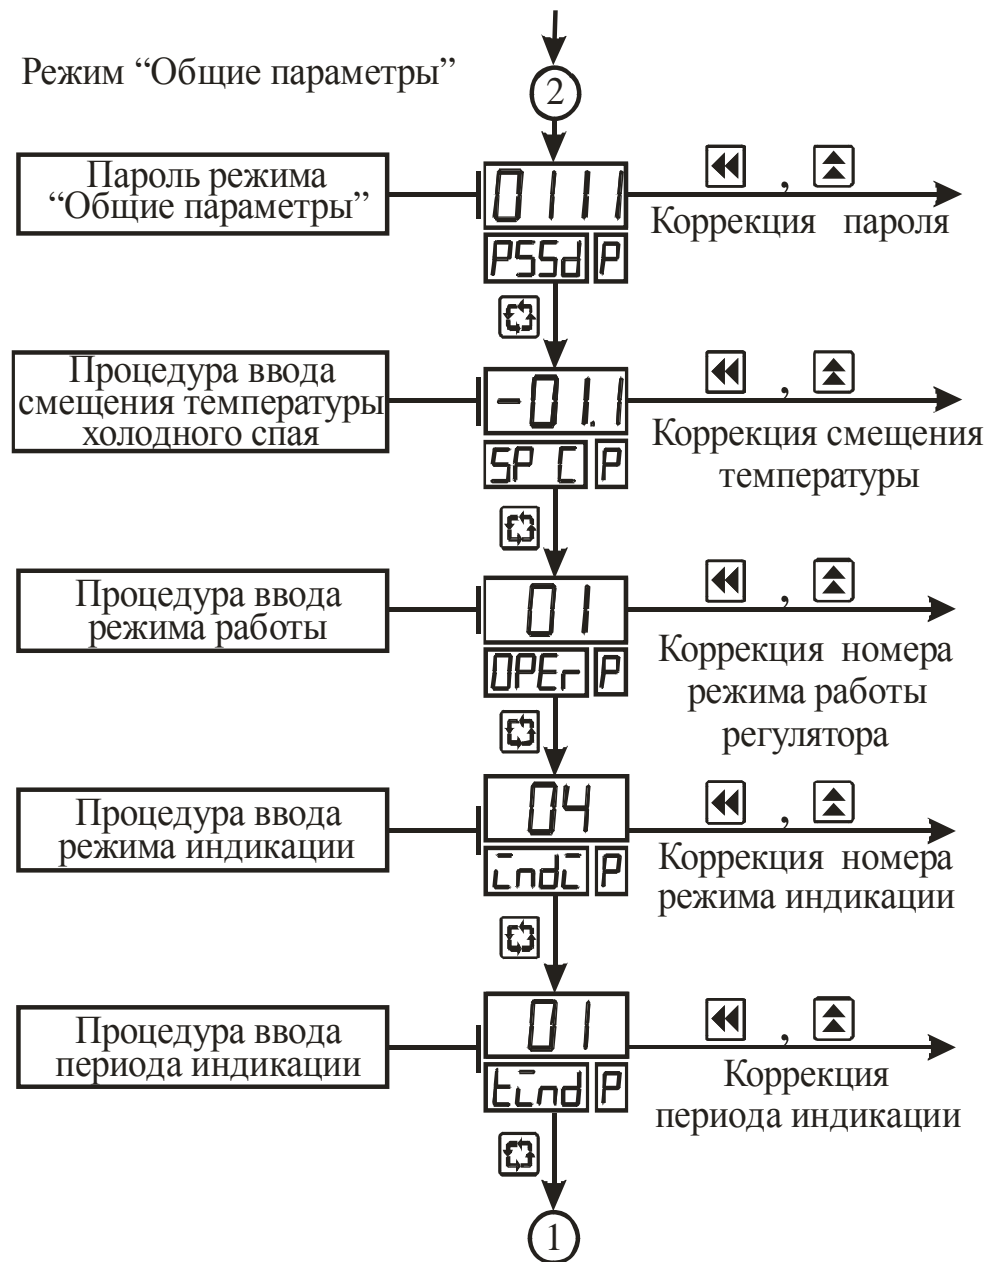 Режим “Общие параметры”
2
Пароль режима
“Общие параметры”
0111
PSSd P
,
Коррекция пароля
Процедура ввода
смещения температуры
холодного спая
-01.1
SP C P
,
Коррекция смещения
температуры
Процедура ввода
режима работы
01
OPEr P
,
Коррекция номера
режима работы
регулятора
Процедура ввода
режима индикации
04
indi P
,
Коррекция номера
режима индикации
Процедура ввода
периода индикации
01
tind P
,
Коррекция
периода индикации
1